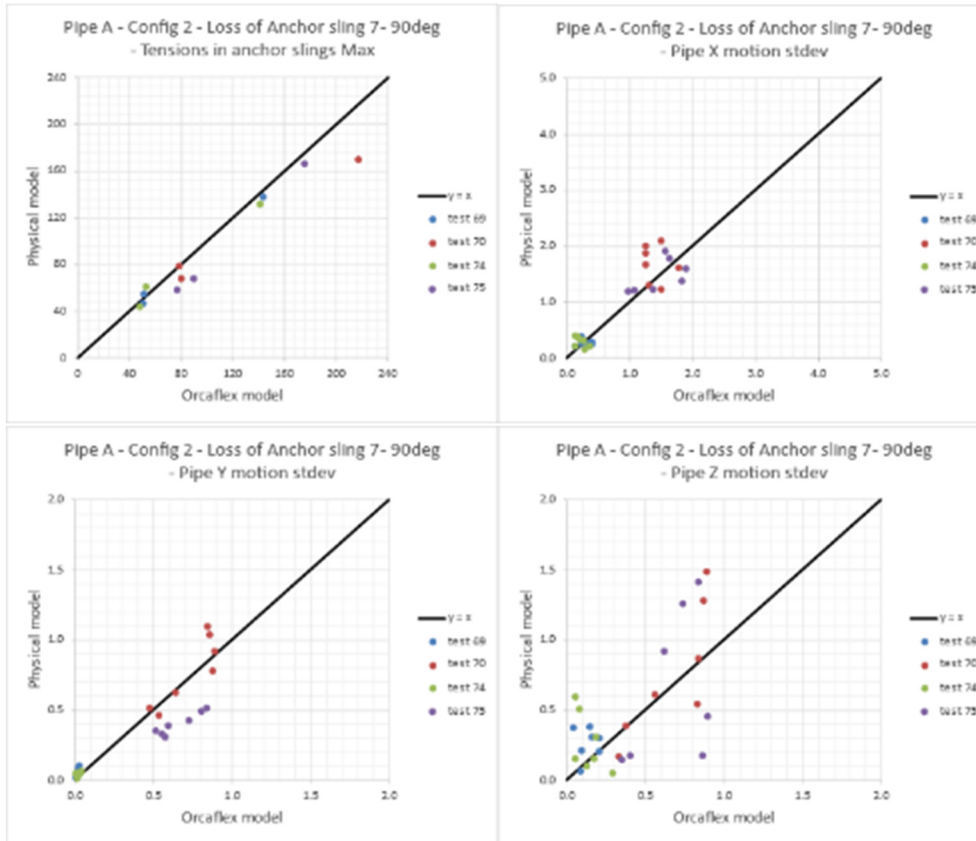 Pipe A - Config 2 - Loss of Anchor sling 7- 90deg
- Tensions in anchor slings Max
240
200
160
120
80
40
0
0
40
80
120
160
200
240
Physical model
Orcaflex model
y = x
test 69
test 70
test 74
test 75
Pipe A - Config 2 - Loss of Anchor sling 7- 90deg
- Pipe X motion stdev
5.0
4.0
3.0
2.0
1.0
0.0
0.0
1.0
2.0
3.0
4.0
5.0
Physical model
Orcaflex model
y = x
test 69
test 70
test 74
test 75
Pipe A - Config 2 - Loss of Anchor sling 7- 90deg
- Pipe Y motion stdev
2.0
1.5
1.0
0.5
0.0
0.0
0.5
1.0
1.5
2.0
Physical model
Orcaflex model
y = x
test 69
test 70
test 74
test 75
Pipe A - Config 2 - Loss of Anchor sling 7- 90deg
- Pipe Z motion stdev
2.0
1.5
1.0
0.5
0.0
0.0
0.5
1.0
1.5
2.0
Physical model
Orcaflex model
y = x
test 69
test 70
test 74
test 75